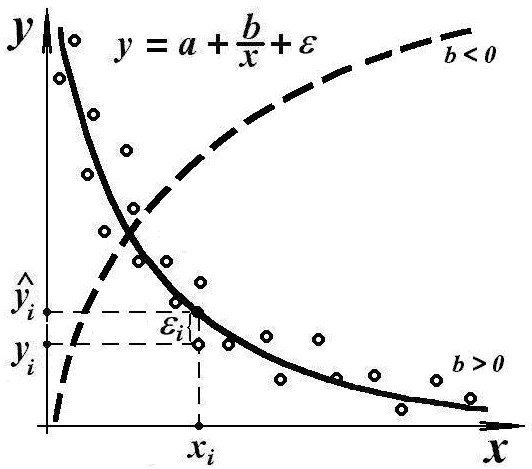 y
y = a + b/x + ε
b < 0
ŷᵢ
εᵢ
yᵢ
b > 0
xᵢ
x